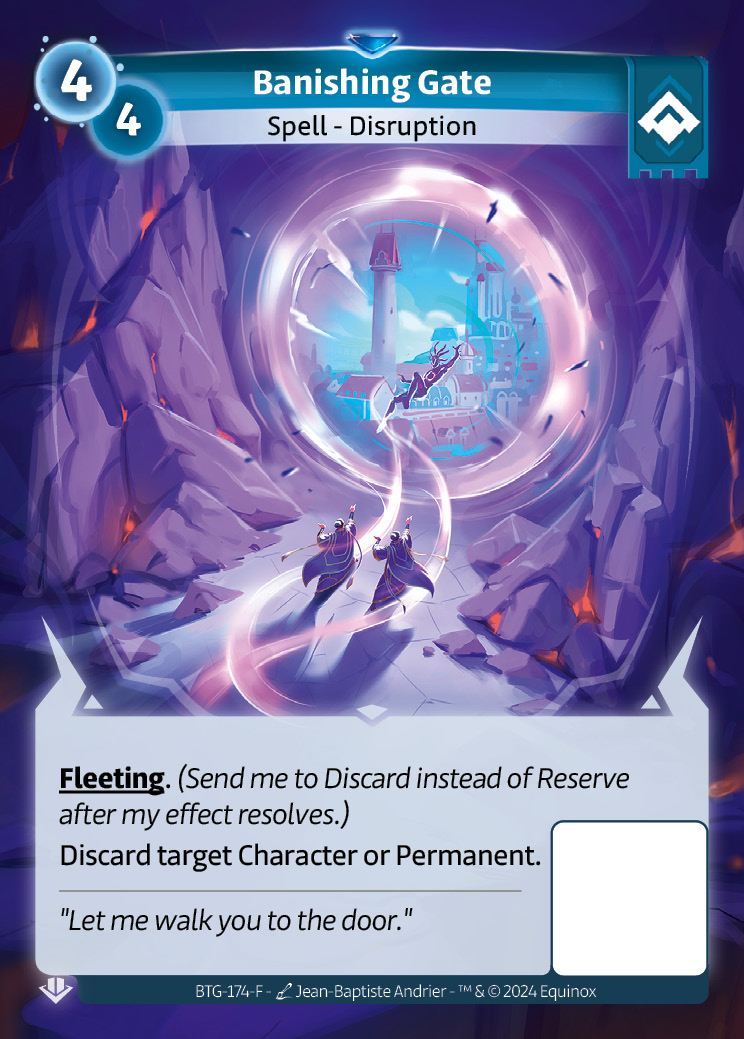 4
Banishing Gate
4
Spell - Disruption
Fleeting. (Send me to Discard instead of Reserve
after my effect resolves.)
Discard target Character or Permanent.
"Let me walk you to the door."
BTG-174-F - Jean-Baptiste Andrier - ™ & © 2024 Equinox